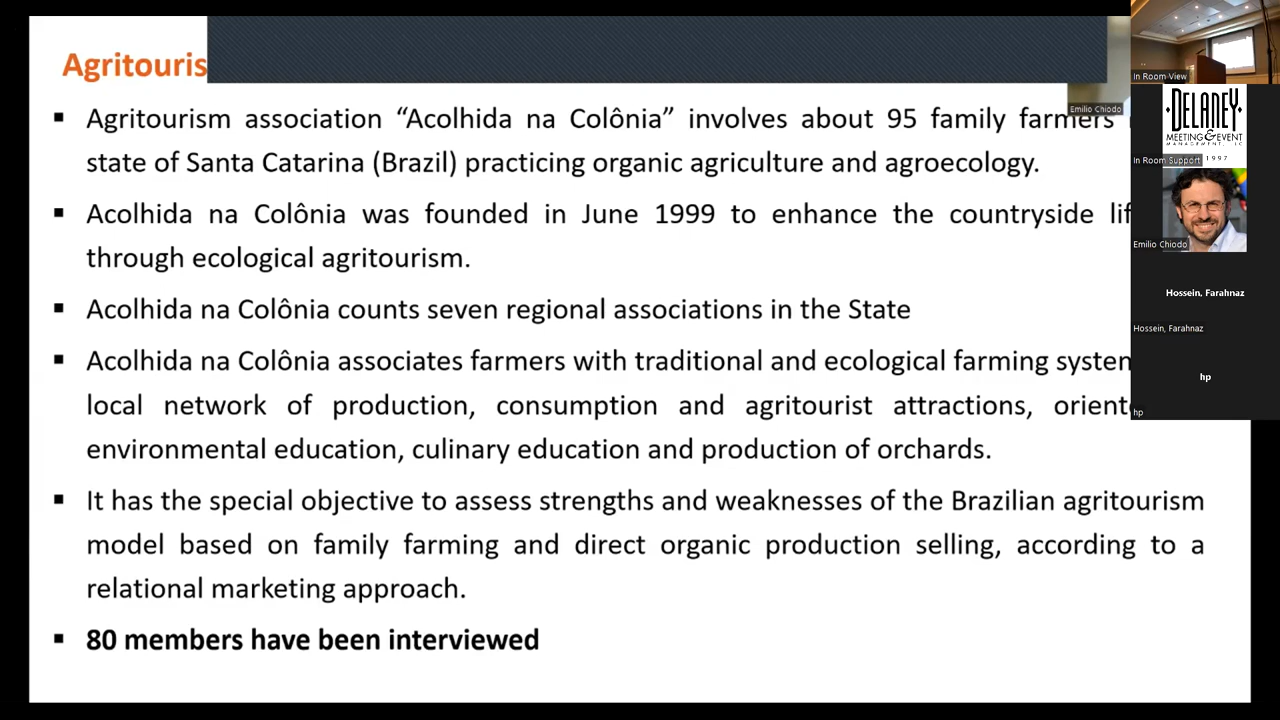 Agritouris
Agritourism association “Acolhida na Colônia” involves about 95 family farmers
state of Santa Catarina (Brazil) practicing organic agriculture and agroecology.
Acolhida na Colônia was founded in June 1999 to enhance the countryside lif
through ecological agritourism.
Acolhida na Colônia counts seven regional associations in the State
Acolhida na Colônia associates farmers with traditional and ecological farming system
local network of production, consumption and agritourist attractions, oriente
environmental education, culinary education and production of orchards.
It has the special objective to assess strengths and weaknesses of the Brazilian agritourism
model based on family farming and direct organic production selling, according to a
relational marketing approach.
80 members have been interviewed
Emilio Chiodo
In Room View
DELANEY
MEETING & EVENT
MANAGEMENT, LLC
1997
In Room Support
Emilio Chiodo
Hossein, Farahnaz
Hossein, Farahnaz
hp
hp